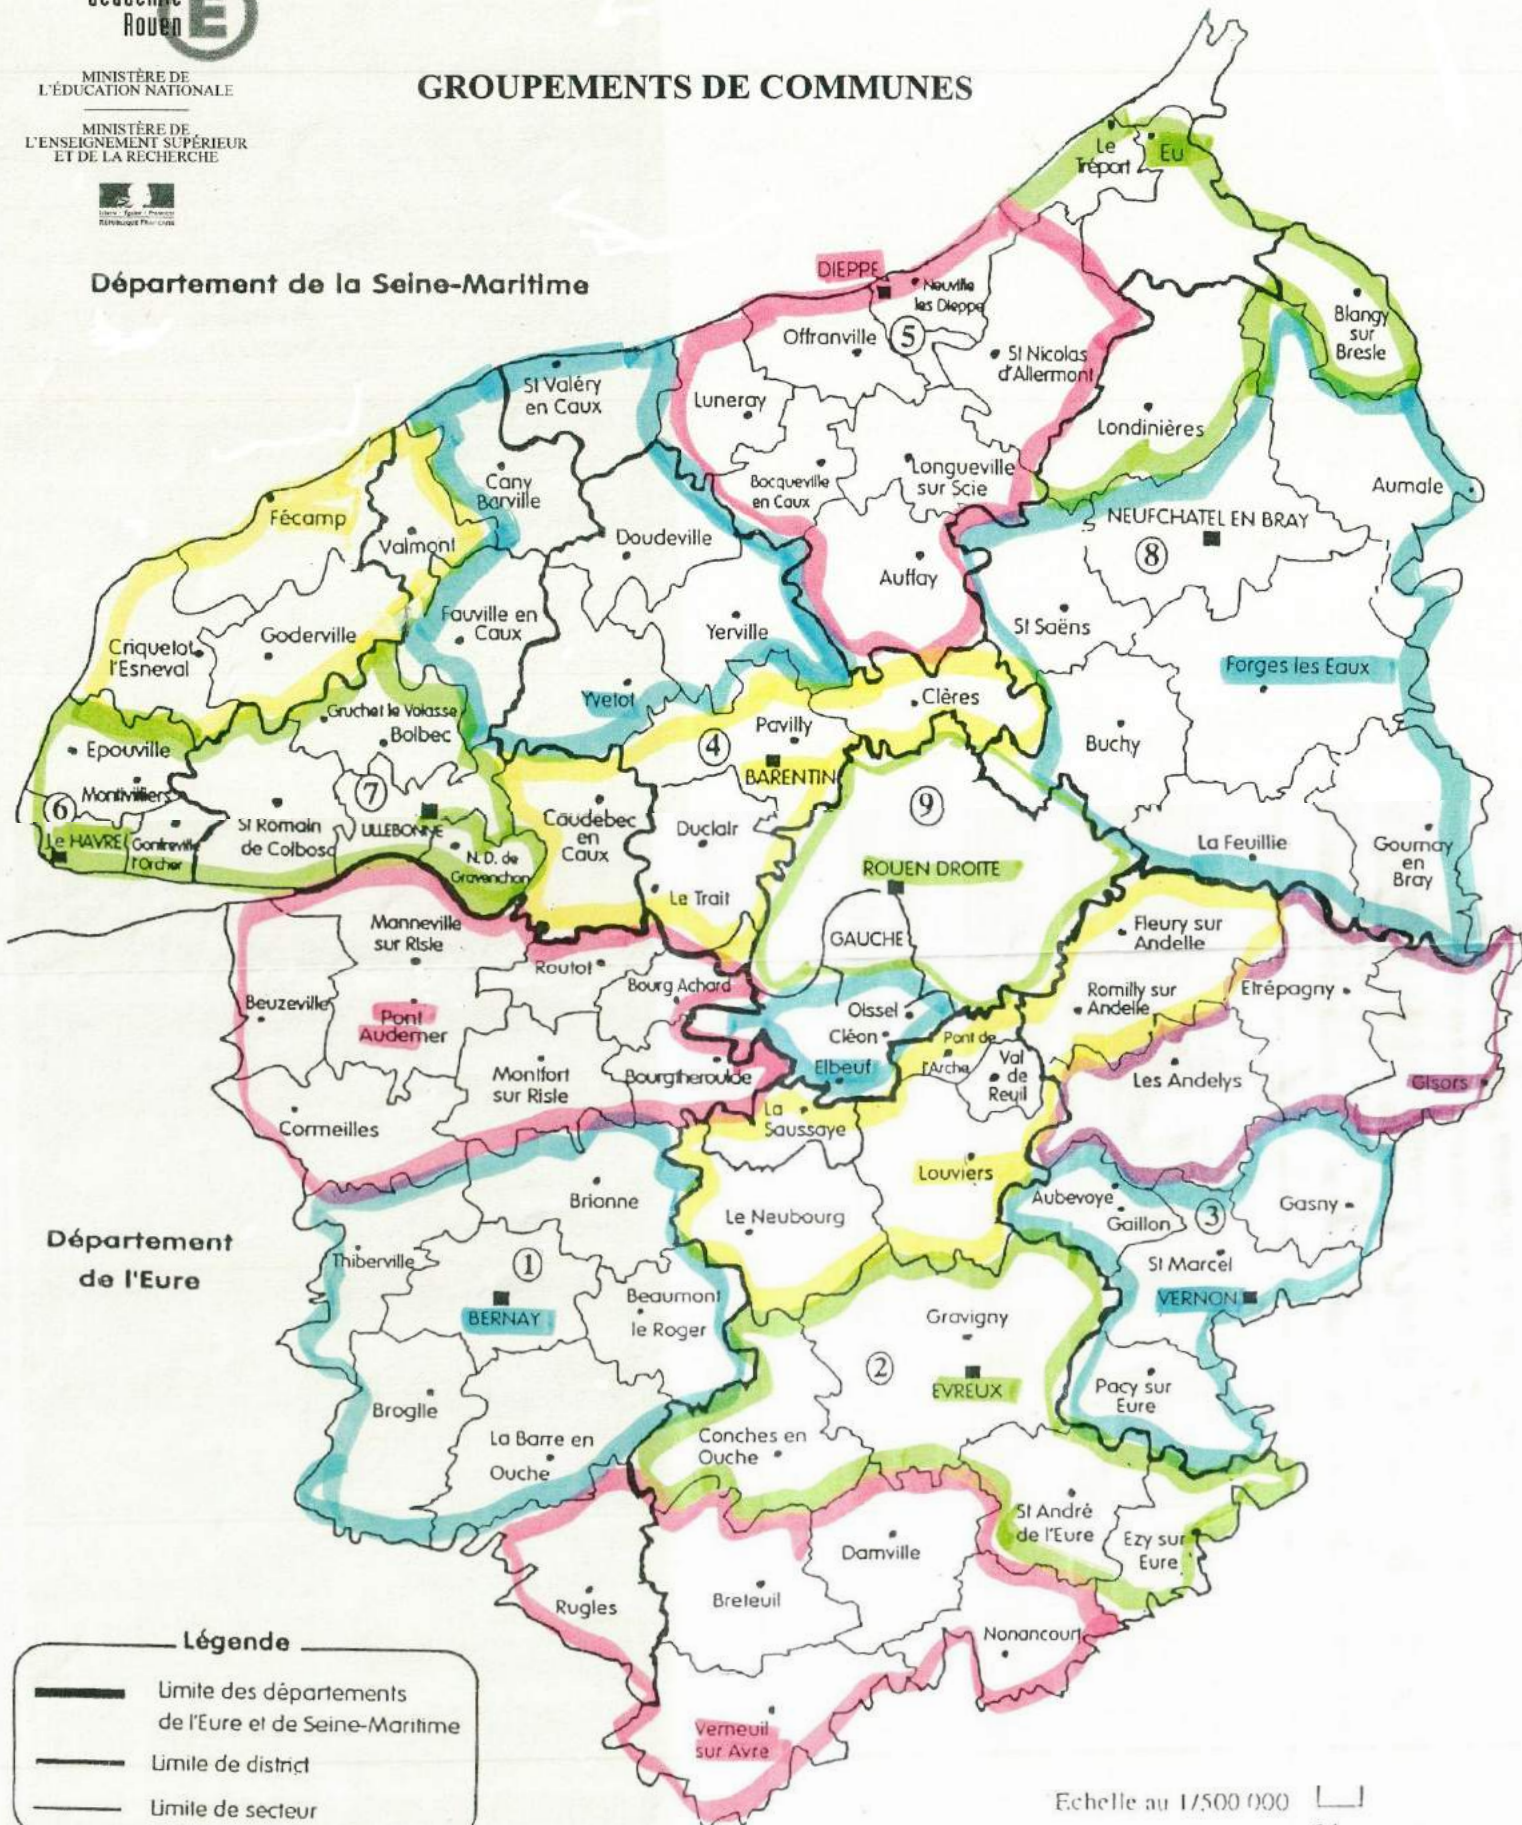 Rouen
E
MINISTÈRE DE
L'ÉDUCATION NATIONALE
MINISTÈRE DE
L'ENSEIGNEMENT SUPÉRIEUR
ET DE LA RECHERCHE
GROUPEMENTS DE COMMUNES
Département de la Seine-Maritime
Le
Tréport
Eu
DIEPPE
Neuville
les Dieppe
Offranville
5
St Nicolas
d'Allermont
Blangy
sur
Bresle
St Valéry
en Caux
Luneray
Londinières
Cany
Barville
Bocqueville
en Caux
Longueville
sur Scie
Aumale
Fécamp
Valmont
Doudeville
NEUFCHATEL EN BRAY
8
Auffay
Fauville en
Caux
Yerville
St Saëns
Criquetot
l'Esneval
Goderville
Forges les Eaux
Yvetot
Clères
Gruchet le Valasse
Bolbec
Pavilly
4
BARENTIN
Buchy
Epouville
Montivilliers
6
7
Le HAVRE
Gonfreville
l'Orcher
St Romain
de Colbosc
LILLEBONNE
N.D. de
Gravenchon
Caudebec
en
Caux
Duclair
9
La Feuillie
Gournay
en
Bray
Le Trait
ROUEN DROITE
GAUCHE
Manneville
sur Risle
Fleury sur
Andelle
Routot
Bourg Achard
Beuzeville
Pont
Audemer
Oissel
Cléon
Elbeuf
Romilly sur
Andelle
Etrépagny
Pont de
l'Arche
Val
de
Reuil
Montfort
sur Risle
Bourgtheroulde
Les Andelys
Gisors
Cormeilles
La
Saussaye
Louviers
Brionne
Le Neubourg
Aubevoye
Gaillon
3
Gasny
Département
de l'Eure
Thiberville
1
BERNAY
Beaumont
le Roger
St Marcel
VERNON
Gravigny
2
EVREUX
Pacy sur
Eure
Broglie
La Barre en
Ouche
Conches en
Ouche
St André
de l'Eure
Ezy sur
Eure
Damville
Rugles
Breteuil
Nonancourt
Verneuil
sur Avre
Légende
Limite des départements
de l'Eure et de Seine-Maritime
Limite de district
Limite de secteur
Echelle au 1/500 000